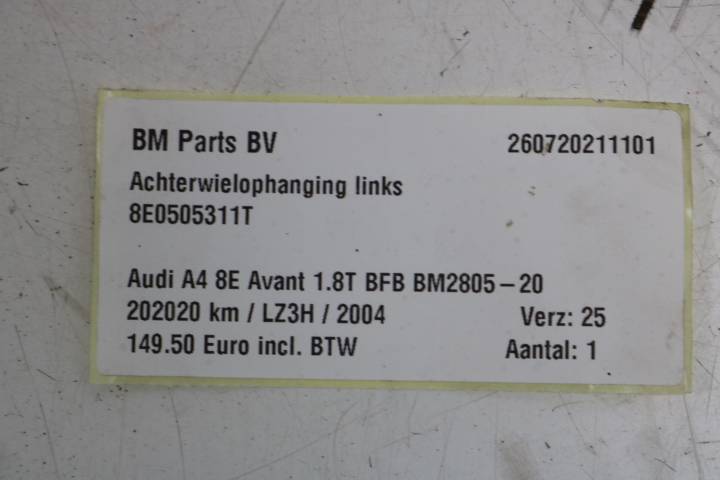 BM Parts BV 260720211101
Achterwielophanging links
8E0505311T
Audi A4 8E Avant 1.8T BFB BM2805-20
202020 km / LZ3H / 2004 Verz: 25
149.50 Euro incl. BTW Aantal: 1